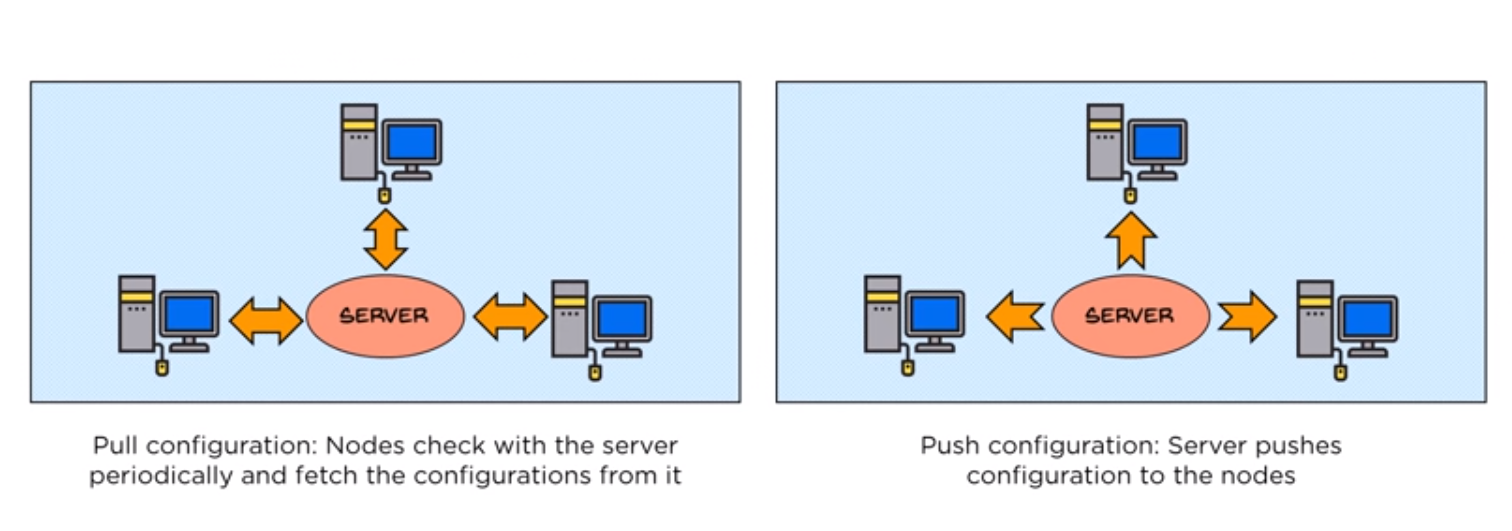 SERVER
Pull configuration: Nodes check with the server
periodically and fetch the configurations from it
SERVER
Push configuration: Server pushes
configuration to the nodes